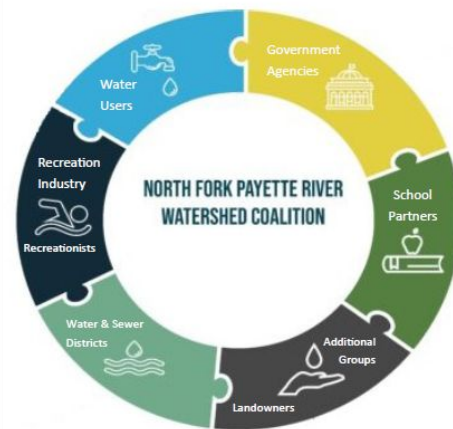 NORTH FORK PAYETTE RIVER
WATERSHED COALITION
Government
Agencies
School
Partners
Additional
Groups
Landowners
Water & Sewer
Districts
Recreation
Industry
Recreationists
Water
Users